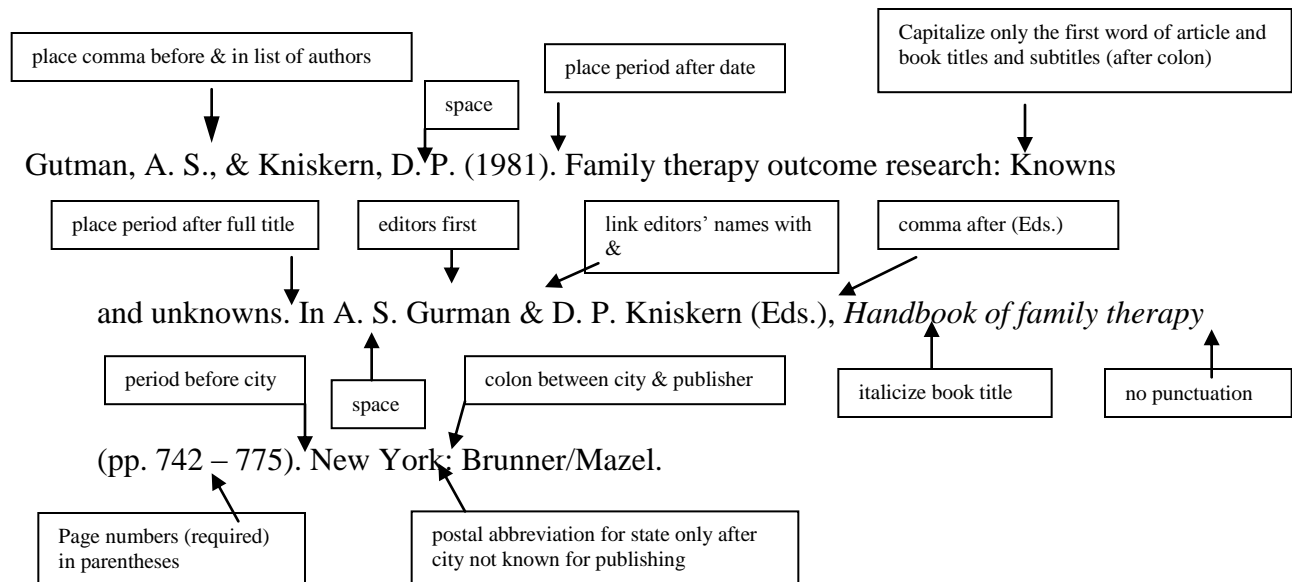 Capitalize only the first word of article and
book titles and subtitles (after colon)
place comma before & in list of authors
place period after date
space
Gutman, A. S., & Kniskern, D. P. (1981). Family therapy outcome research: Knowns
place period after full title
editors first
link editors’ names with
&
comma after (Eds.)
and unknowns. In A. S. Gurman & D. P. Kniskern (Eds.), Handbook of family therapy
period before city
space
colon between city & publisher
italicize book title
no punctuation
(pp. 742 – 775). New York: Brunner/Mazel.
Page numbers (required)
in parentheses
postal abbreviation for state only after
city not known for publishing